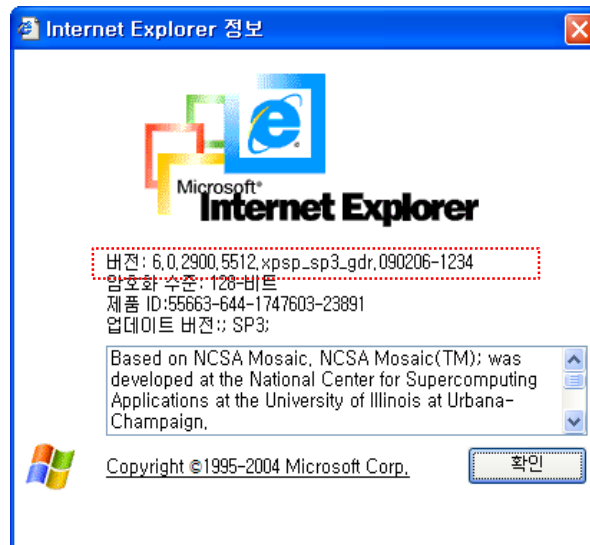 Internet Explorer 정보
Microsoft®
Internet Explorer
버전: 6.0.2900.5512.xpsp_sp3_gdr.090206-1234
암호화 수준: 128-비트
제품 ID:55663-644-1747603-23891
업데이트 버전:; SP3;
Based on NCSA Mosaic. NCSA Mosaic(TM); was
developed at the National Center for Supercomputing
Applications at the University of Illinois at Urbana-
Champaign.
Copyright ©1995-2004 Microsoft Corp.
확인